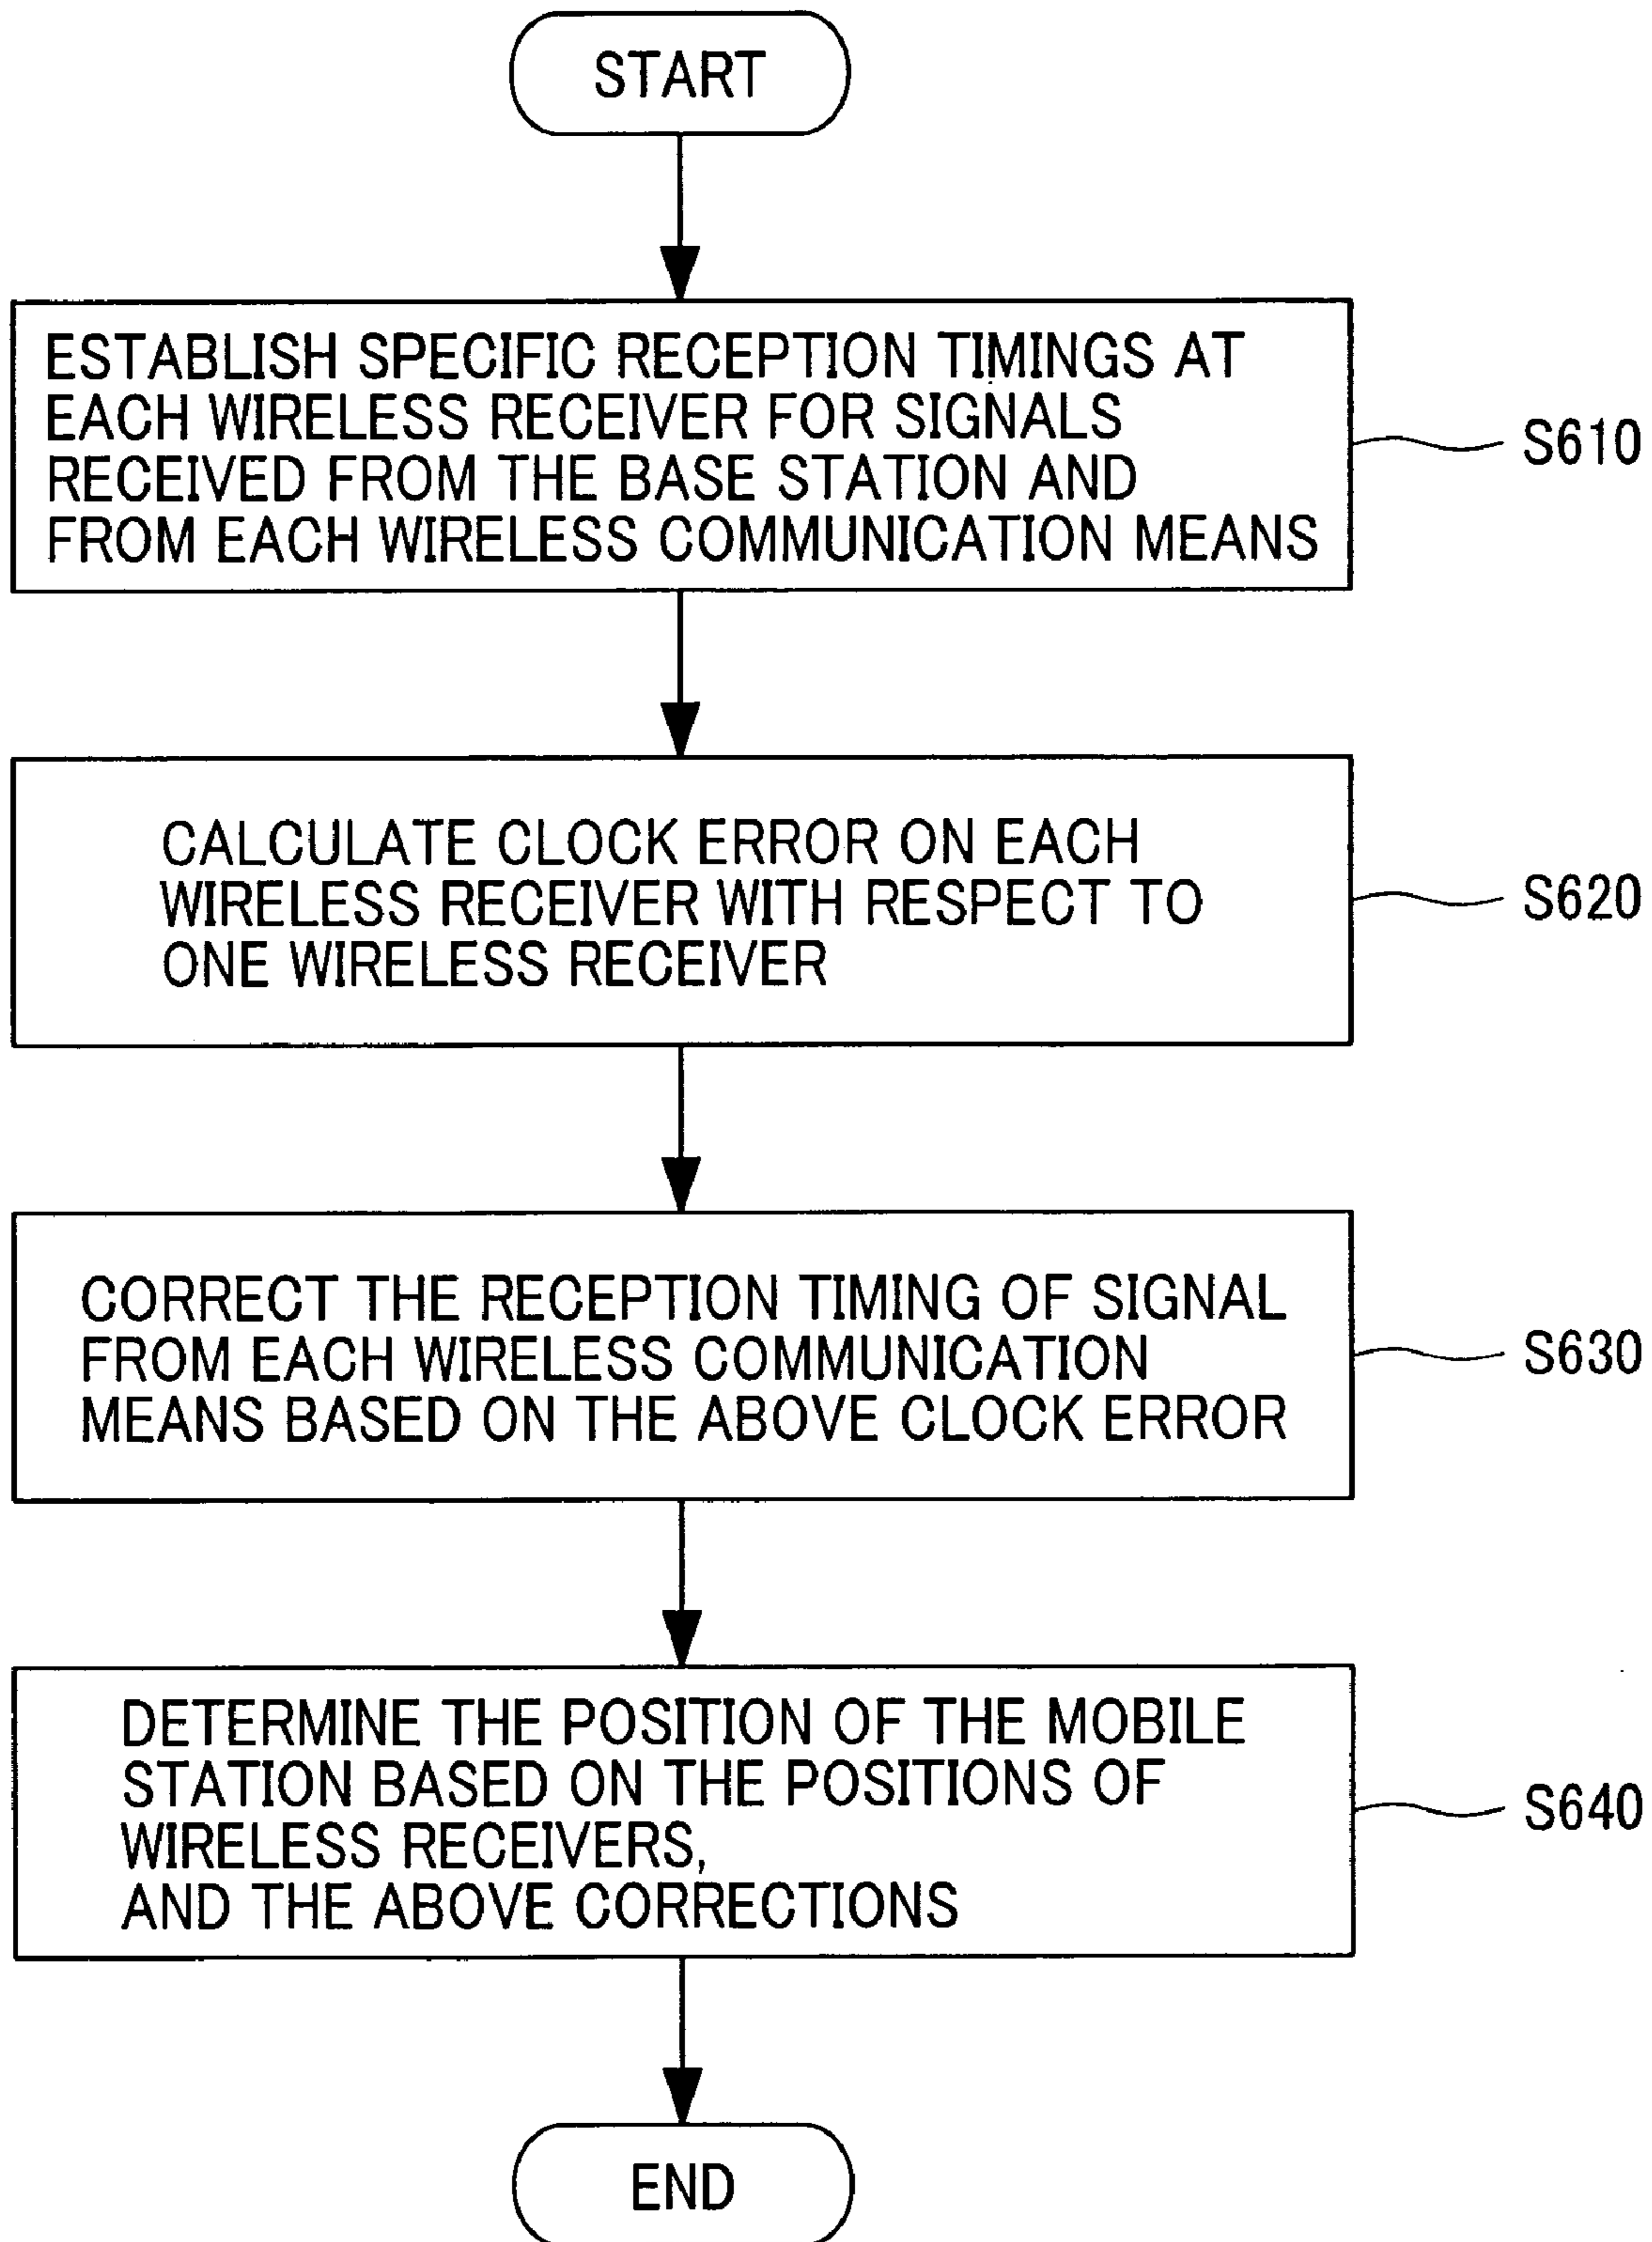 START
ESTABLISH SPECIFIC RECEPTION TIMINGS AT
EACH WIRELESS RECEIVER FOR SIGNALS
RECEIVED FROM THE BASE STATION AND
FROM EACH WIRELESS COMMUNICATION MEANS
S610
CALCULATE CLOCK ERROR ON EACH
WIRELESS RECEIVER WITH RESPECT TO
ONE WIRELESS RECEIVER
S620
CORRECT THE RECEPTION TIMING OF SIGNAL
FROM EACH WIRELESS COMMUNICATION
MEANS BASED ON THE ABOVE CLOCK ERROR
S630
DETERMINE THE POSITION OF THE MOBILE
STATION BASED ON THE POSITIONS OF
WIRELESS RECEIVERS,
AND THE ABOVE CORRECTIONS
S640
END